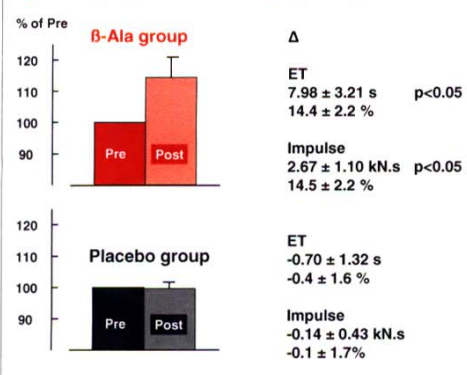 % of Pre
ß-Ala group
120
110
100
90
Pre
Post
Δ
ET
7.98 ± 3.21 s p<0.05
14.4 ± 2.2 %
Impulse
2.67 ± 1.10 kN.s p<0.05
14.5 ± 2.2 %
120
110
100
90
Placebo group
Pre
Post
ET
-0.70 ± 1.32 s
-0.4 ± 1.6 %
Impulse
-0.14 ± 0.43 kN.s
-0.1 ± 1.7%